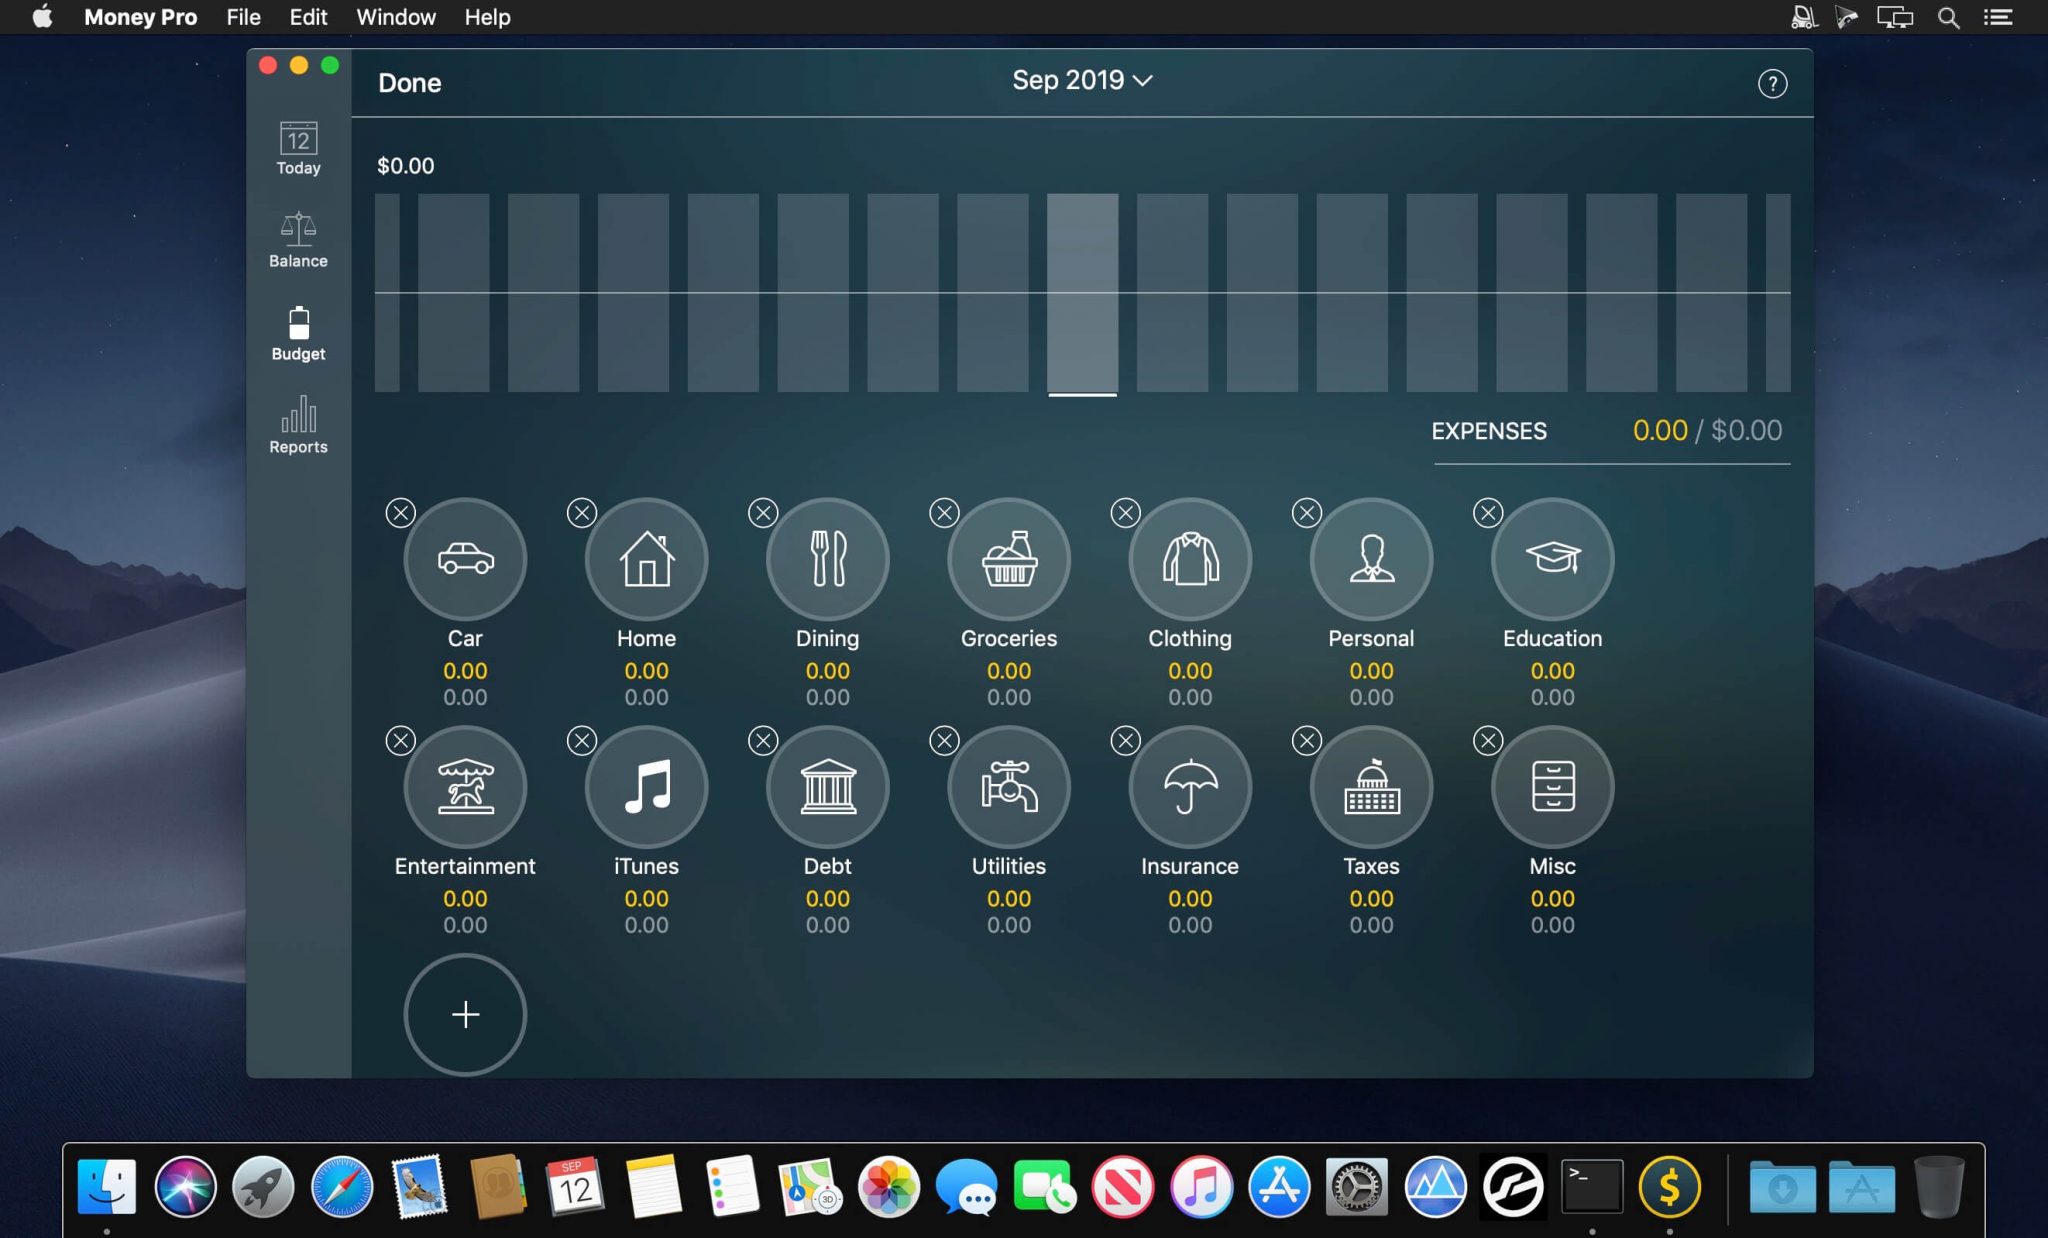 Money Pro File Edit Window Help
Done Sep 2019 ?
12
Today
Balance
Budget
Reports
$0.00
EXPENSES 0.00 / $0.00
Car Home Dining Groceries Clothing Personal Education
0.00 0.00 0.00 0.00 0.00 0.00 0.00
0.00 0.00 0.00 0.00 0.00 0.00 0.00
Entertainment iTunes Debt Utilities Insurance Taxes Misc
0.00 0.00 0.00 0.00 0.00 0.00 0.00
0.00 0.00 0.00 0.00 0.00 0.00 0.00
+
SEP
12
3D
>_
$